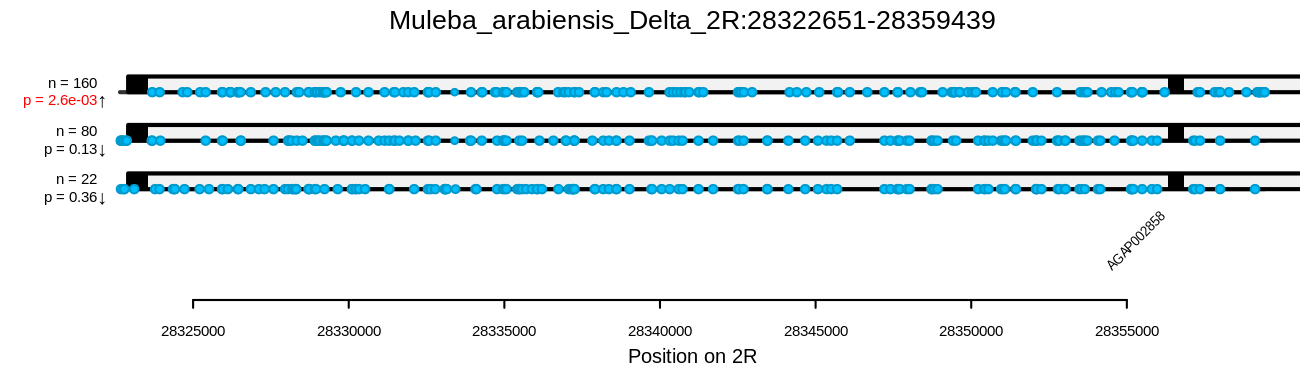 Muleba_arabiensis_Delta_2R:28322651-28359439
n = 160
p = 2.6e-03↑
n = 80
p = 0.13↓
n = 22
p = 0.36↓
AGAP002858
28325000 28330000 28335000 28340000 28345000 28350000 28355000
Position on 2R